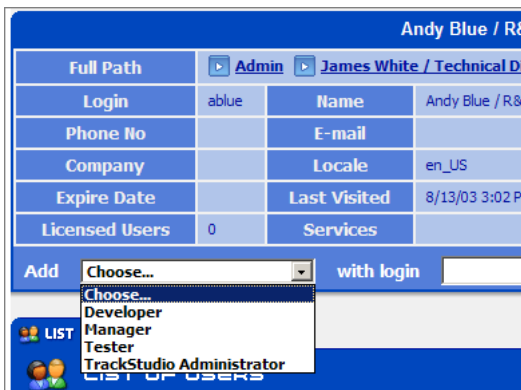 Andy Blue / R&
Full Path Admin James White / Technical D
Login ablue Name Andy Blue / R&
Phone No E-mail
Company Locale en_US
Expire Date Last Visited 8/13/03 3:02 P
Licensed Users 0 Services
Add Choose... with login
Choose...
Developer
Manager
Tester
TrackStudio Administrator
LIST
LIST OF USERS